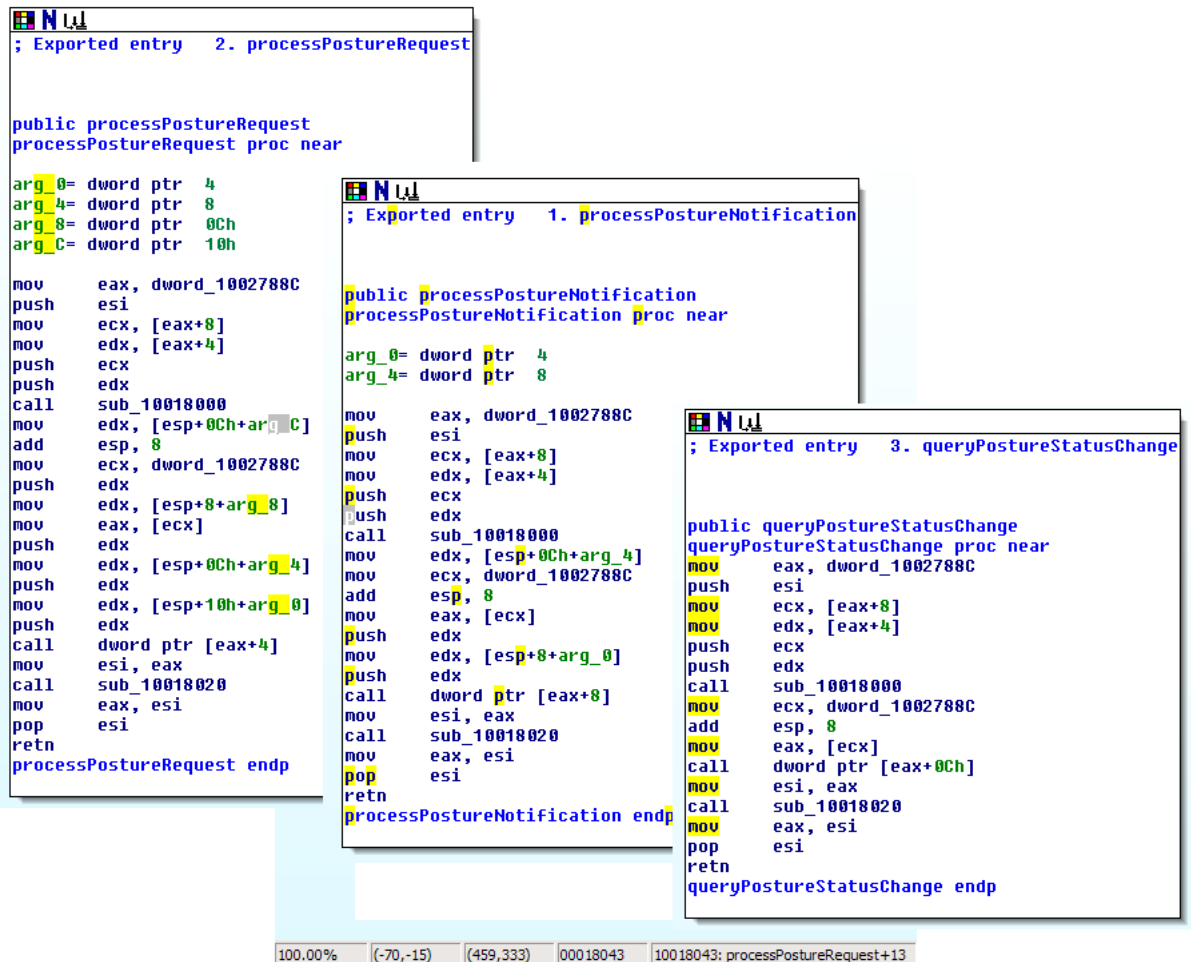 N
; Exported entry 2. processPostureRequest
public processPostureRequest
processPostureRequest proc near
arg_0= dword ptr 4
arg_4= dword ptr 8
arg_8= dword ptr 0Ch
arg_C= dword ptr 10h
mov eax, dword_1002788C
push esi
mov ecx, [eax+8]
mov edx, [eax+4]
push ecx
push edx
call sub_10018000
mov edx, [esp+0Ch+arg_C]
add esp, 8
mov ecx, dword_1002788C
push edx
mov edx, [esp+8+arg_8]
mov eax, [ecx]
push edx
mov edx, [esp+0Ch+arg_4]
push edx
mov edx, [esp+10h+arg_0]
push edx
call dword ptr [eax+4]
mov esi, eax
call sub_10018020
mov eax, esi
pop esi
retn
processPostureRequest endp
N
; Exported entry 1. processPostureNotification
public processPostureNotification
processPostureNotification proc near
arg_0= dword ptr 4
arg_4= dword ptr 8
mov eax, dword_1002788C
push esi
mov ecx, [eax+8]
mov edx, [eax+4]
push ecx
push edx
call sub_10018000
mov edx, [esp+0Ch+arg_4]
mov ecx, dword_1002788C
add esp, 8
mov eax, [ecx]
push edx
mov edx, [esp+8+arg_0]
push edx
call dword ptr [eax+8]
mov esi, eax
call sub_10018020
mov eax, esi
pop esi
retn
processPostureNotification endp
N
; Exported entry 3. queryPostureStatusChange
public queryPostureStatusChange
queryPostureStatusChange proc near
mov eax, dword_1002788C
push esi
mov ecx, [eax+8]
mov edx, [eax+4]
push ecx
push edx
call sub_10018000
mov ecx, dword_1002788C
add esp, 8
mov eax, [ecx]
call dword ptr [eax+0Ch]
mov esi, eax
call sub_10018020
mov eax, esi
pop esi
retn
queryPostureStatusChange endp
100.00% (-70,-15) (459,333) 00018043 10018043: processPostureRequest+13